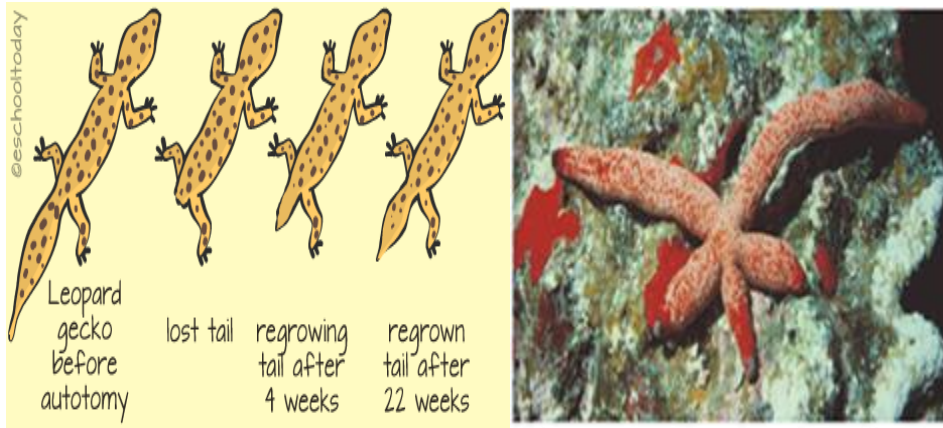 ©eschooltoday
Leopard
gecko
before
autotomy
lost tail
regrowing
tail after
4 weeks
regrown
tail after
22 weeks